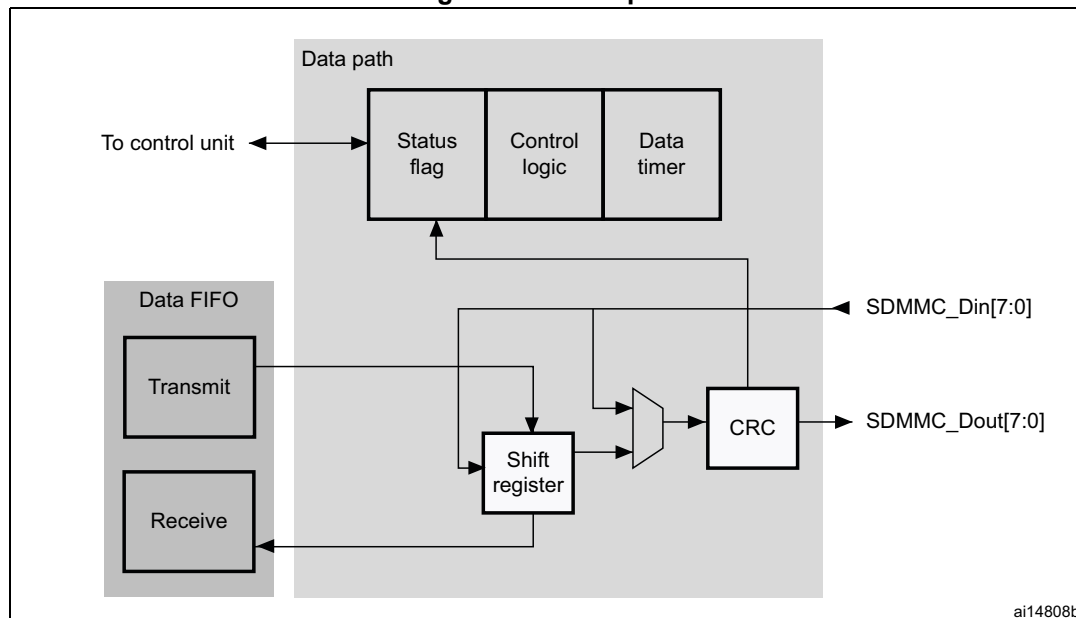 Data path
To control unit
Status
flag
Control
logic
Data
timer
Data FIFO
SDMMC_Din[7:0]
Transmit
CRC
SDMMC_Dout[7:0]
Shift
register
Receive
ai14808b